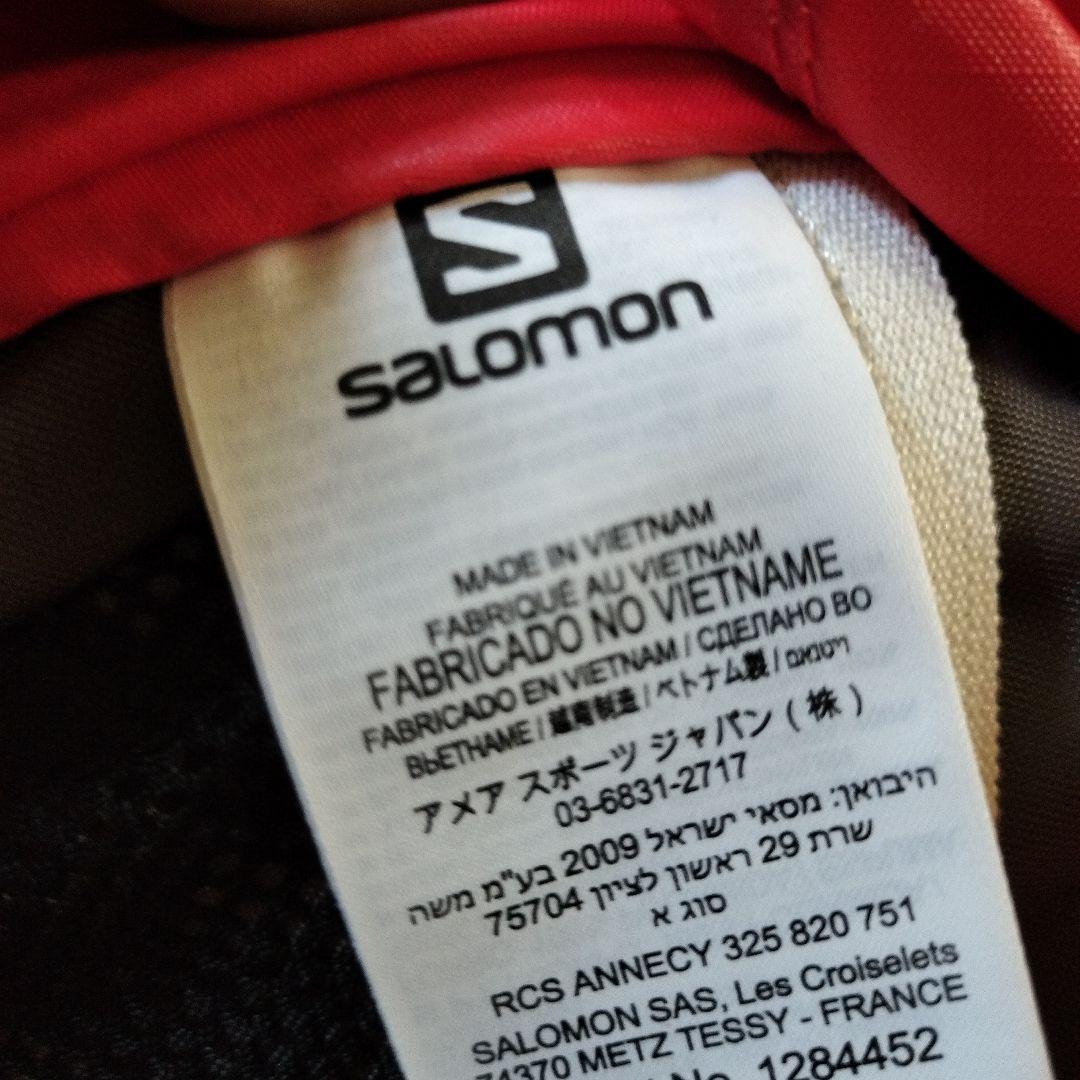 S
SALOMON
MADE IN VIETNAM
FABRIQUÉ AU VIETNAM
FABRICADO NO VIETNAME
FABRICADO EN VIETNAM / СДЕЛАНО ВО
ВЬЕТНАМЕ / 越南制造 / ベトナム製 / וייטנאם
アメア スポーツ ジャパン ( 株 )
03-6831-2717
היבואן: מסאי ישראל 2009 בע"מ משה
שרת 29 ראשון לציון 75704
סוג א
RCS ANNECY 325 820 751
SALOMON SAS, Les Croiselets
74370 METZ TESSY - FRANCE
No. 1284452